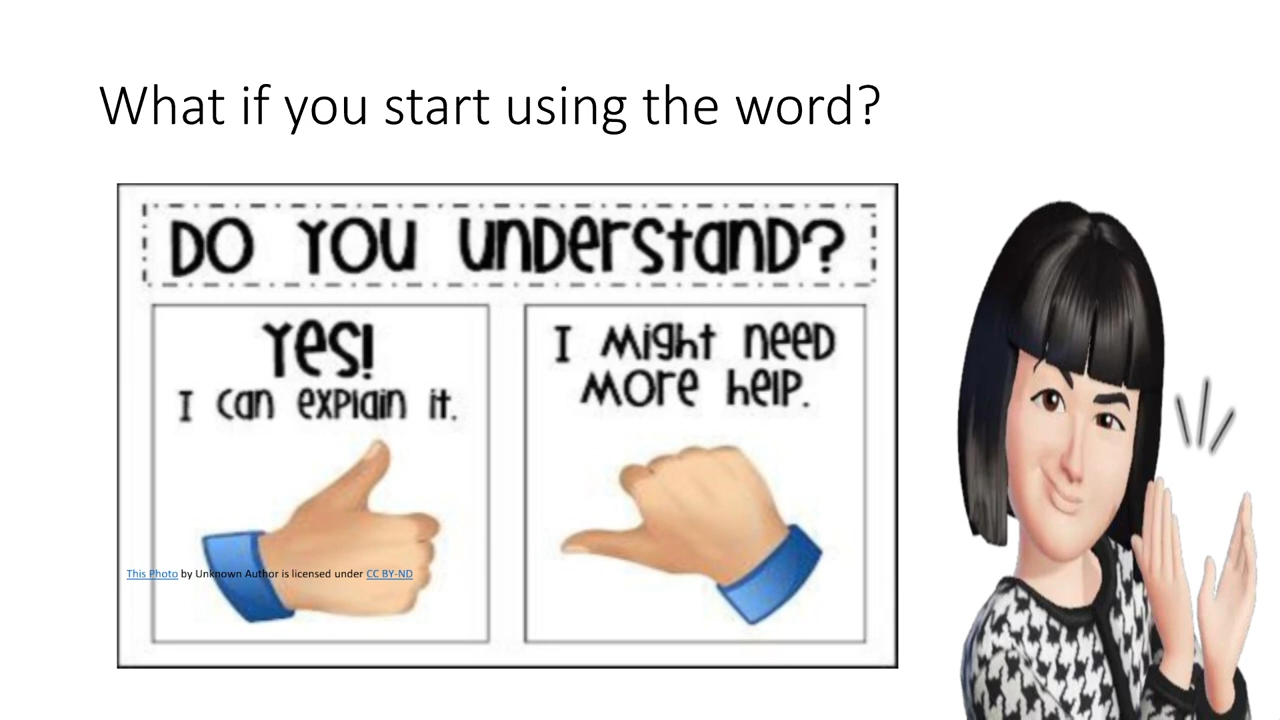 What if you start using the word?
DO YOU UNDERSTAND?
YES!
I can explain it.
I might need
more help.
This Photo by Unknown Author is licensed under CC BY-ND